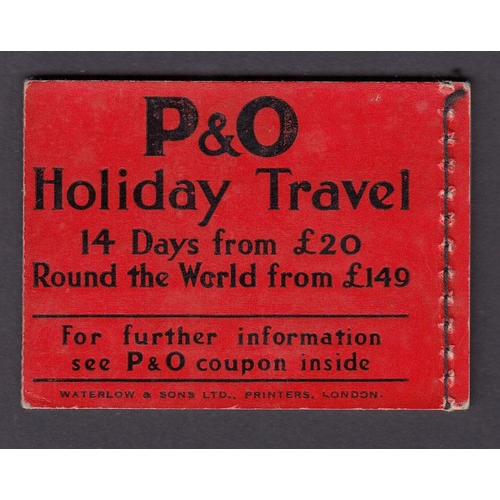 P&O
Holiday Travel
14 Days from £20
Round the World from £149
For further information
see P&O coupon inside
WATERLOW & SONS LTD., PRINTERS, LONDON.